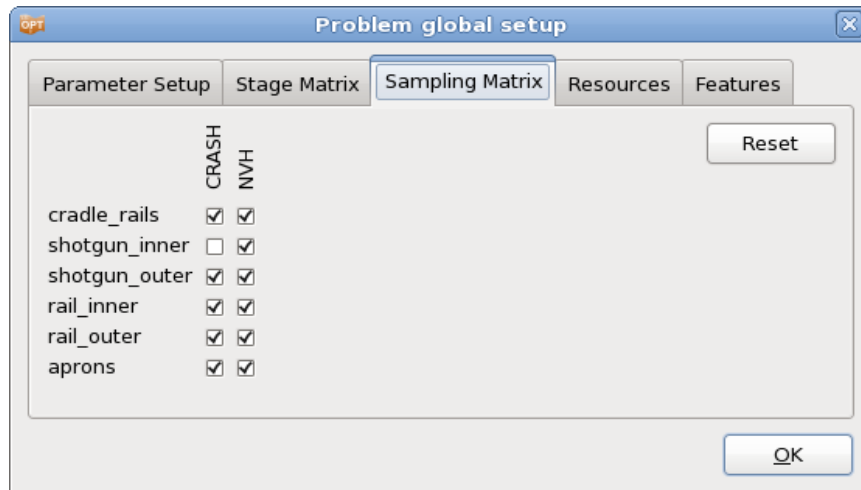 OPT
Problem global setup
Parameter Setup Stage Matrix Sampling Matrix Resources Features
CRASH NVH
Reset
cradle_rails
shotgun_inner
shotgun_outer
rail_inner
rail_outer
aprons
OK